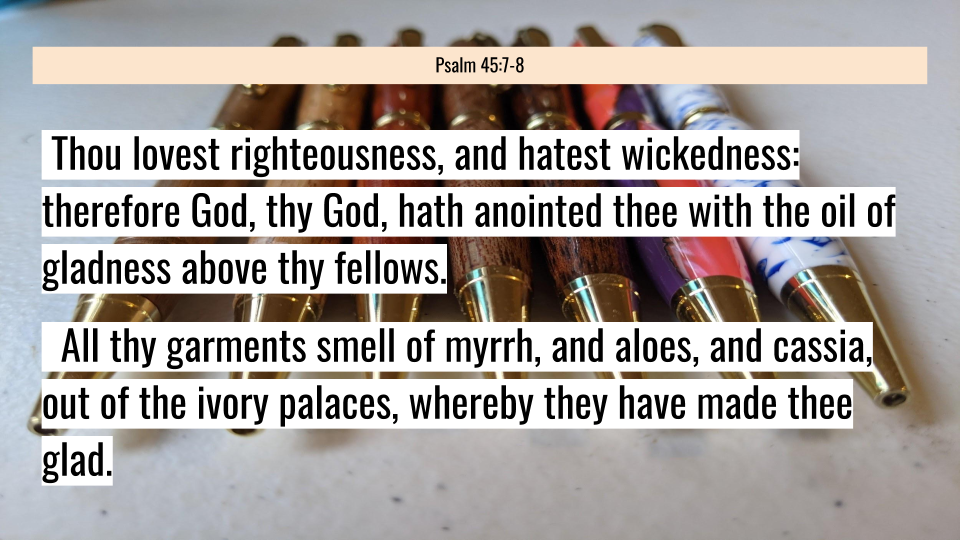 Psalm 45:7-8
Thou lovest righteousness, and hatest wickedness:
therefore God, thy God, hath anointed thee with the oil of
gladness above thy fellows.
All thy garments smell of myrrh, and aloes, and cassia,
out of the ivory palaces, whereby they have made thee
glad.